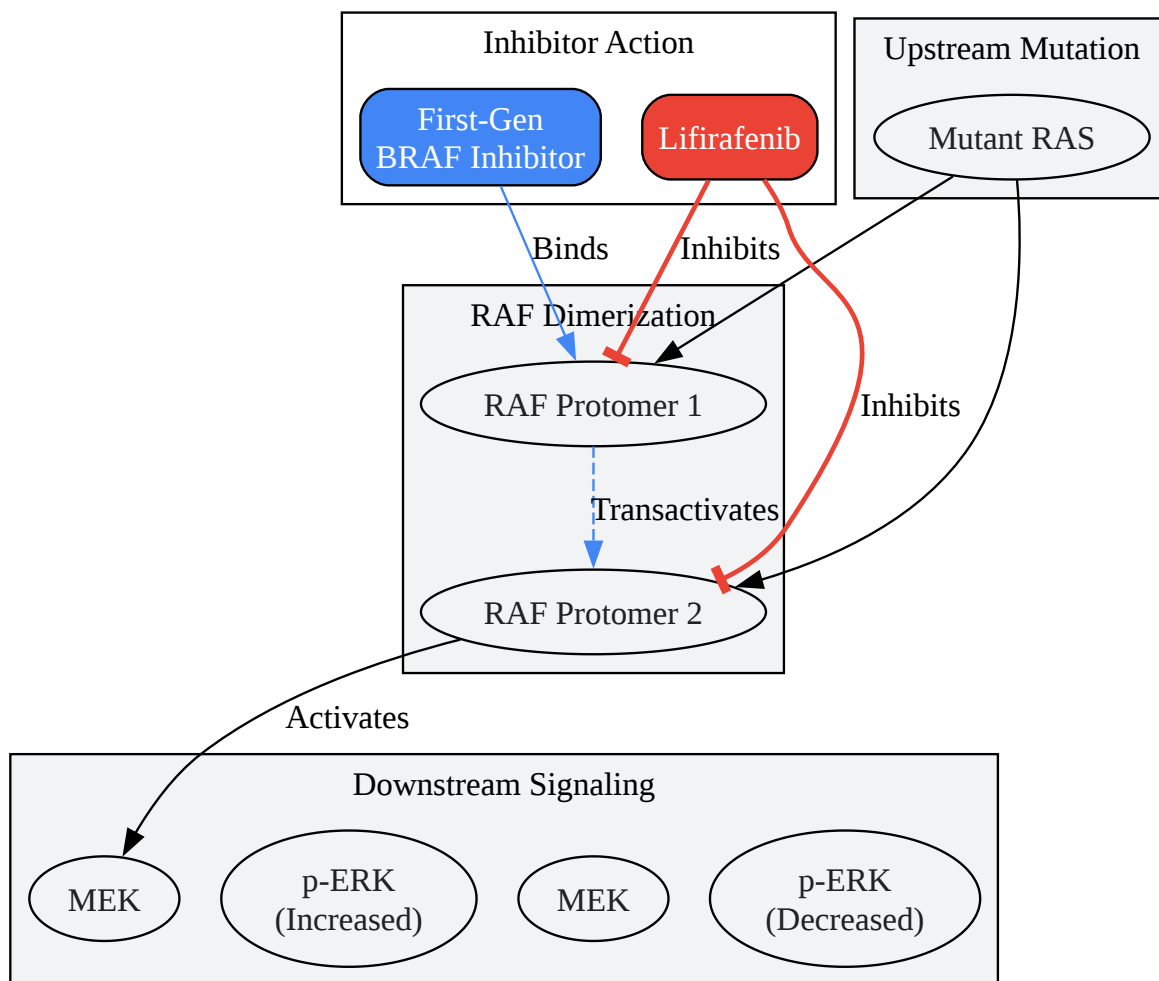 Inhibitor Action
Upstream Mutation
First-Gen
BRAF Inhibitor
Lifirafenib
Mutant RAS
Binds
Inhibits
RAF Dimerization
RAF Protomer 1
Inhibits
Transactivates
RAF Protomer 2
Activates
Downstream Signaling
MEK
p-ERK
(Increased)
MEK
p-ERK
(Decreased)